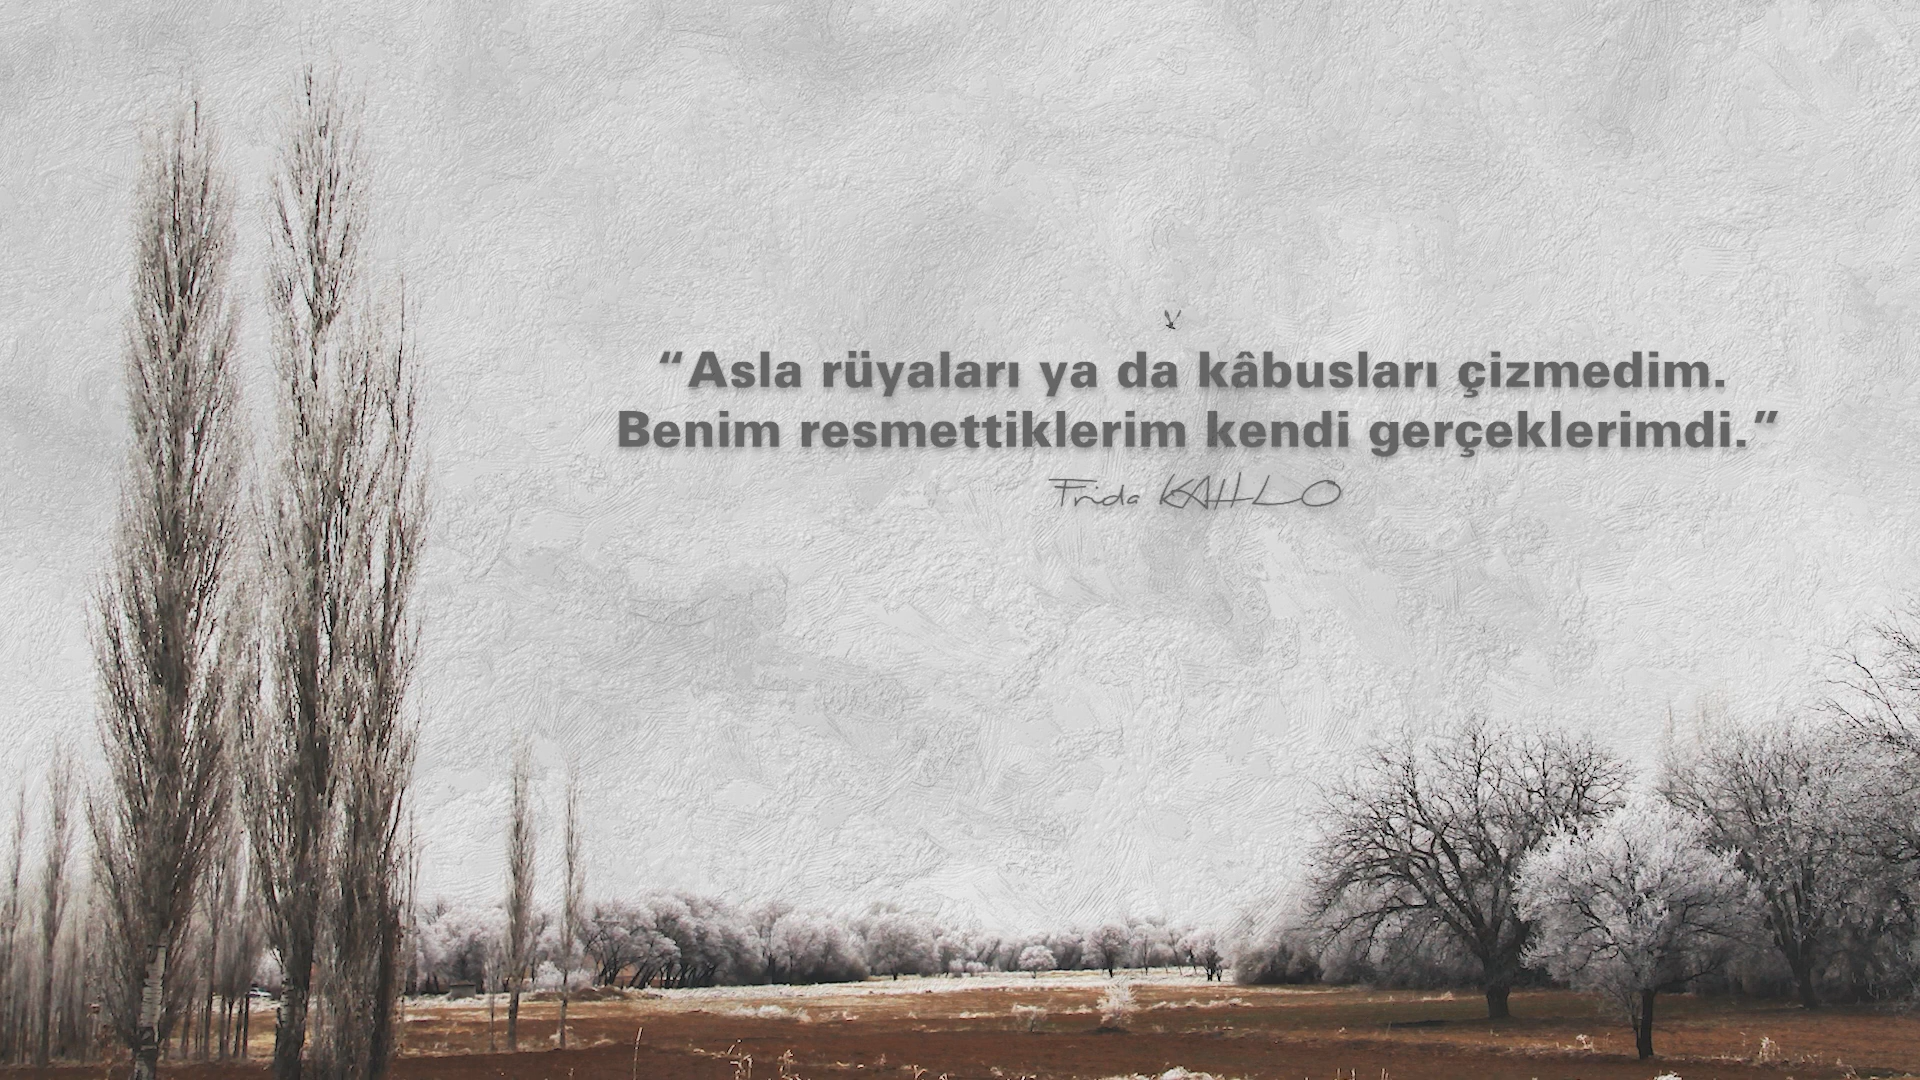 “Asla rüyaları ya da kâbusları çizmedim.
Benim resmettiklerim kendi gerçeklerimdi.”
Frida KAHLO